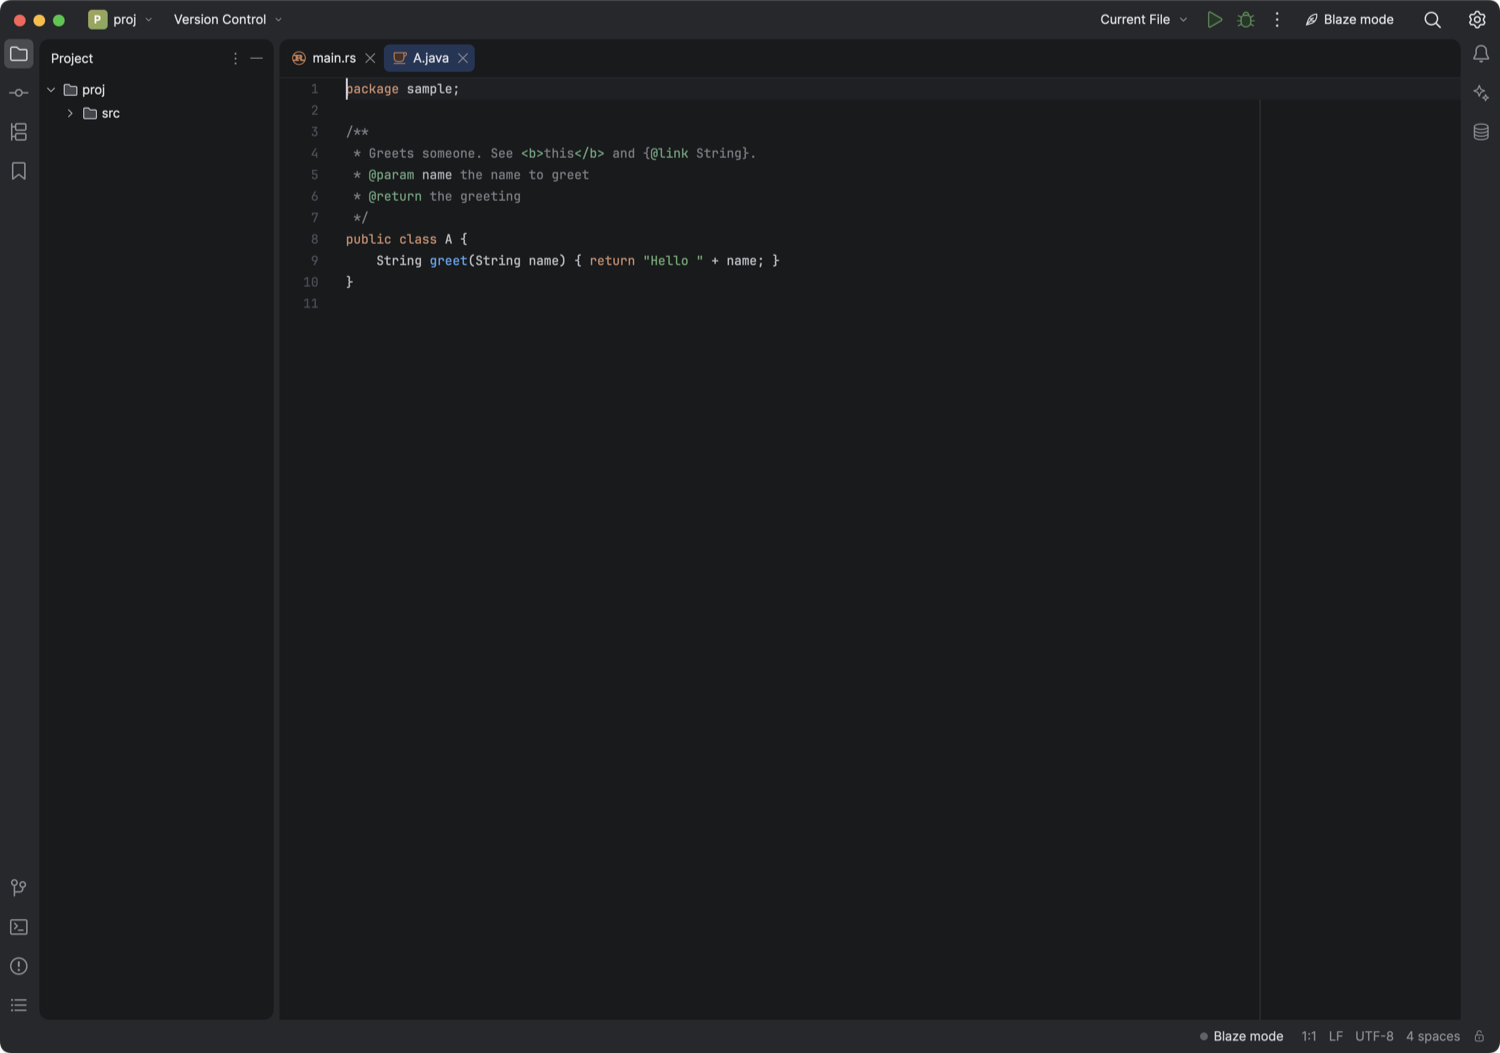 P proj Version Control Current File Blaze mode
Project main.rs A.java
proj
src
1 package sample;
2
3 /**
4  * Greets someone. See <b>this</b> and {@link String}.
5  * @param name the name to greet
6  * @return the greeting
7  */
8 public class A {
9     String greet(String name) { return "Hello " + name; }
10 }
11
Blaze mode 1:1 LF UTF-8 4 spaces